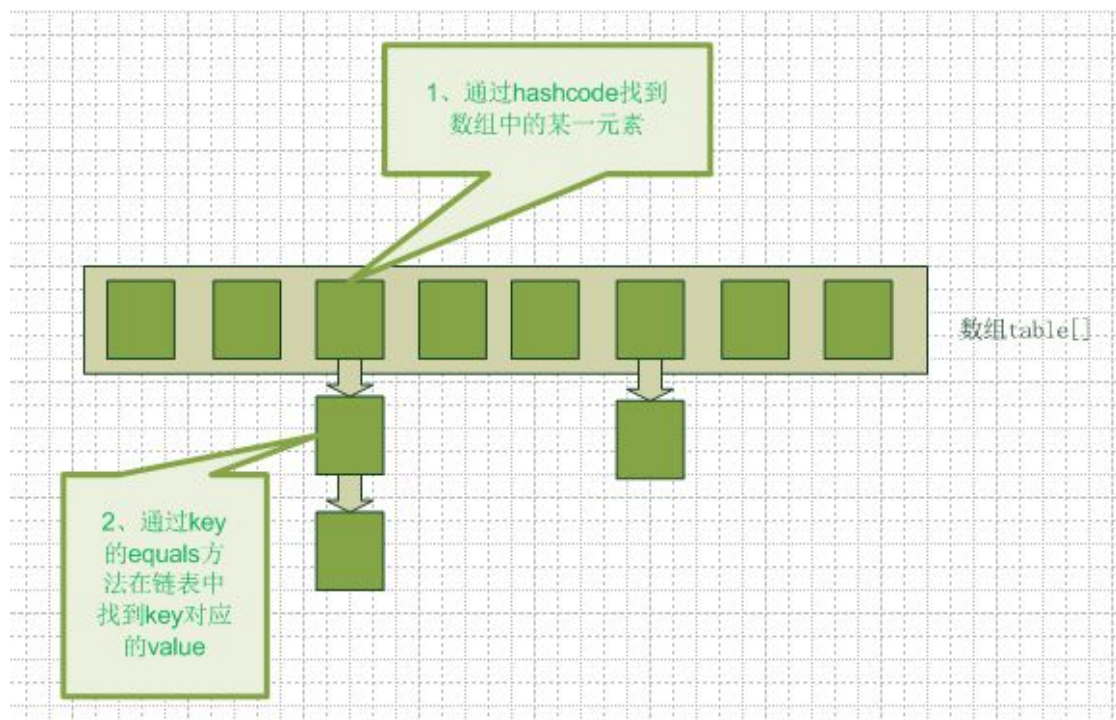 1、通过hashcode找到
数组中的某一元素
数组table[]
2、通过key
的equals方
法在链表中
找到key对应
的value